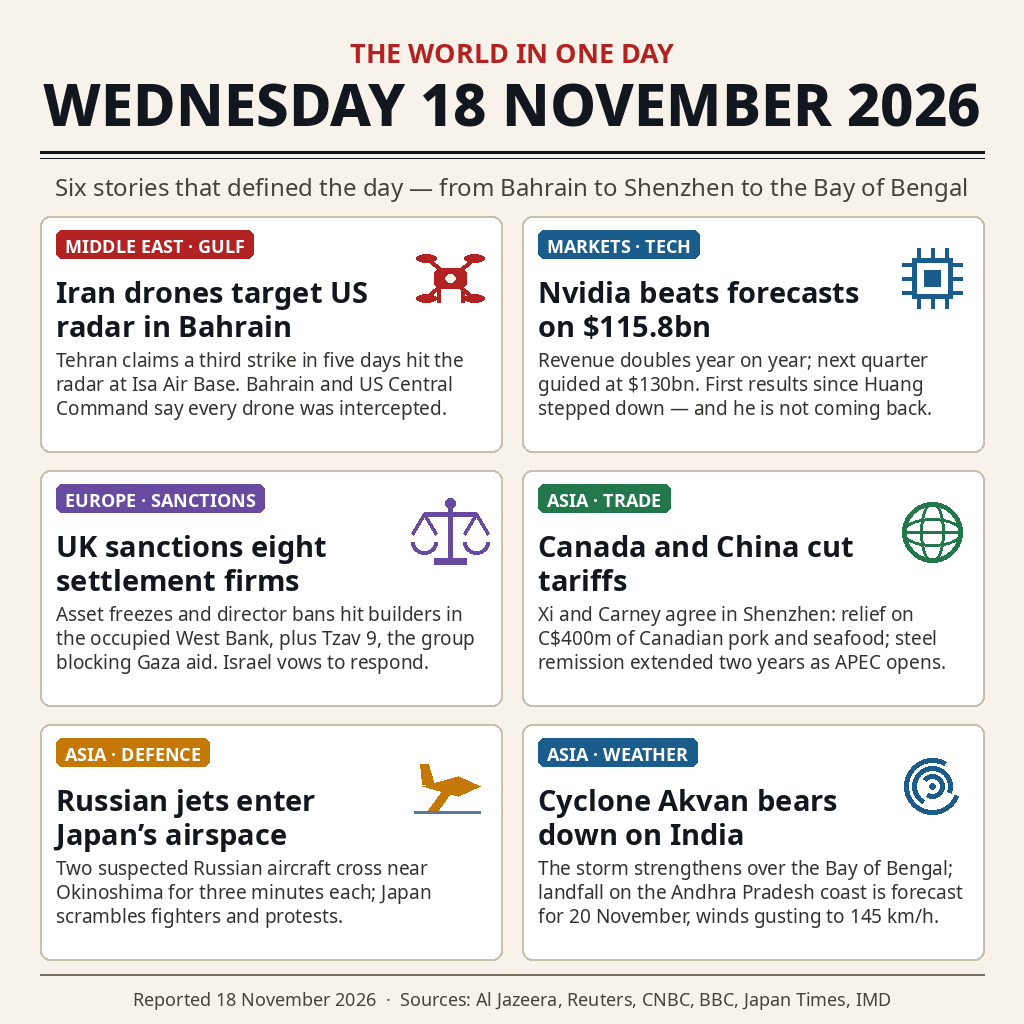 THE WORLD IN ONE DAY
WEDNESDAY 18 NOVEMBER 2026
Six stories that defined the day — from Bahrain to Shenzhen to the Bay of Bengal
MIDDLE EAST · GULF
Iran drones target US
radar in Bahrain
Tehran claims a third strike in five days hit the
radar at Isa Air Base. Bahrain and US Central
Command say every drone was intercepted.
MARKETS · TECH
Nvidia beats forecasts
on $115.8bn
Revenue doubles year on year; next quarter
guided at $130bn. First results since Huang
stepped down — and he is not coming back.
EUROPE · SANCTIONS
UK sanctions eight
settlement firms
Asset freezes and director bans hit builders in
the occupied West Bank, plus Tzav 9, the group
blocking Gaza aid. Israel vows to respond.
ASIA · TRADE
Canada and China cut
tariffs
Xi and Carney agree in Shenzhen: relief on
C$400m of Canadian pork and seafood; steel
remission extended two years as APEC opens.
ASIA · DEFENCE
Russian jets enter
Japan’s airspace
Two suspected Russian aircraft cross near
Okinoshima for three minutes each; Japan
scrambles fighters and protests.
ASIA · WEATHER
Cyclone Akvan bears
down on India
The storm strengthens over the Bay of Bengal;
landfall on the Andhra Pradesh coast is forecast
for 20 November, winds gusting to 145 km/h.
Reported 18 November 2026 · Sources: Al Jazeera, Reuters, CNBC, BBC, Japan Times, IMD